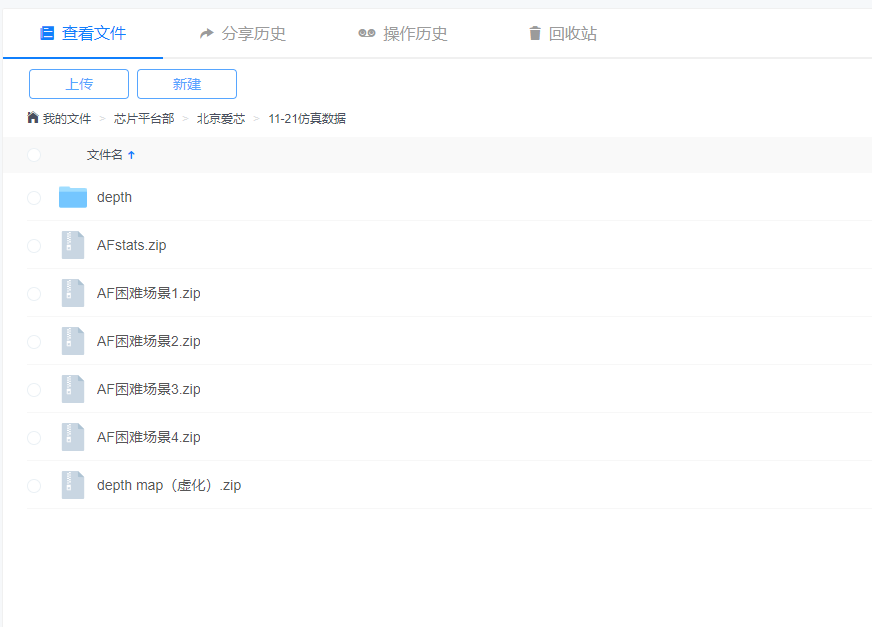 查看文件 分享历史 操作历史 回收站
上传 新建
我的文件 > 芯片平台部 > 北京爱芯 > 11-21仿真数据
文件名
depth
AFstats.zip
AF困难场景1.zip
AF困难场景2.zip
AF困难场景3.zip
AF困难场景4.zip
depth map（虚化）.zip